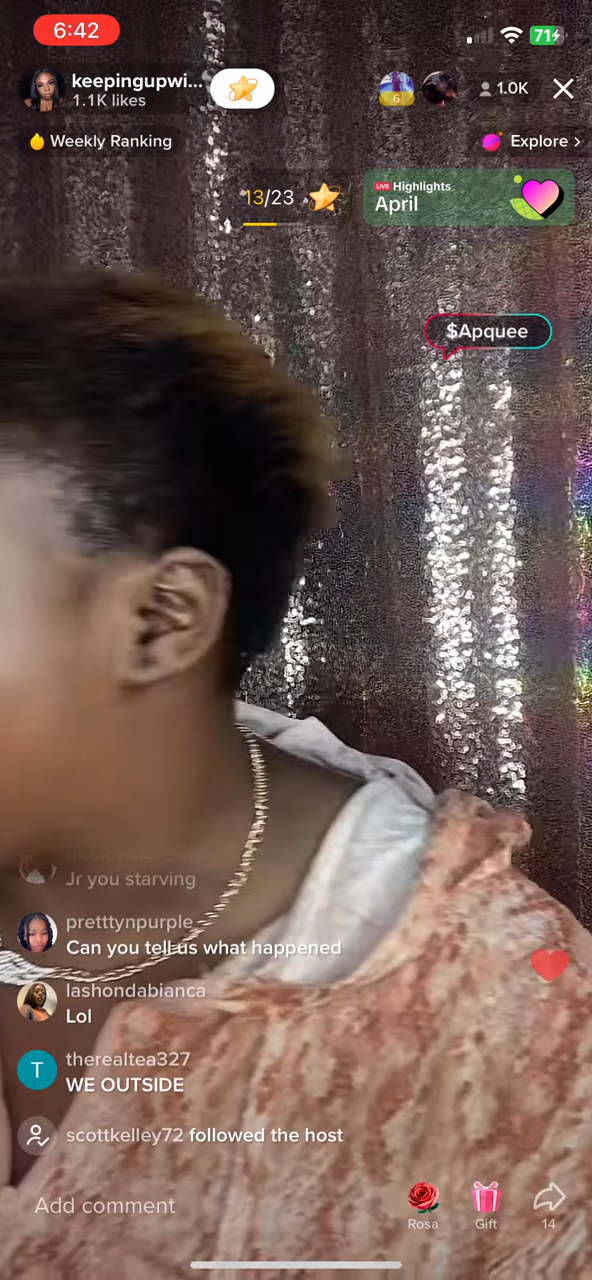 6:42
71
keepingupwi...
1.1K likes
6
1.0K
Weekly Ranking
Explore >
13/23
LIVE Highlights
April
$Apquee
Jr you starving
pretttynpurple
Can you tell us what happened
lashondabianca
Lol
T
therealtea327
WE OUTSIDE
scottkelley72 followed the host
Add comment
Rosa
Gift
14